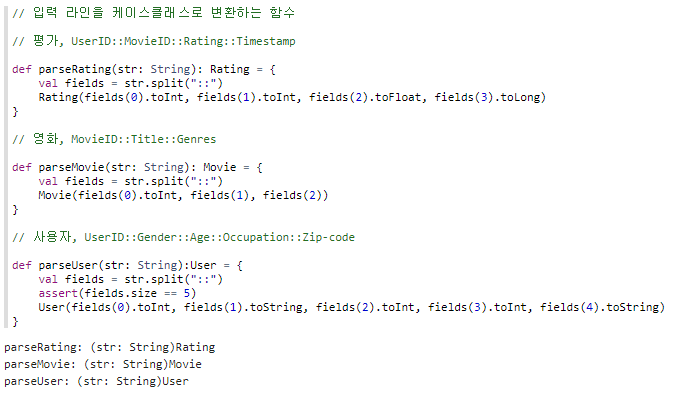 // 입력 라인을 케이스클래스로 변환하는 함수
// 평가, UserID::MovieID::Rating::Timestamp
def parseRating(str: String): Rating = {
    val fields = str.split("::")
    Rating(fields(0).toInt, fields(1).toInt, fields(2).toFloat, fields(3).toLong)
}
// 영화, MovieID::Title::Genres
def parseMovie(str: String): Movie = {
    val fields = str.split("::")
    Movie(fields(0).toInt, fields(1), fields(2))
}
// 사용자, UserID::Gender::Age::Occupation::Zip-code
def parseUser(str: String):User = {
    val fields = str.split("::")
    assert(fields.size == 5)
    User(fields(0).toInt, fields(1).toString, fields(2).toInt, fields(3).toInt, fields(4).toString)
}
parseRating: (str: String)Rating
parseMovie: (str: String)Movie
parseUser: (str: String)User